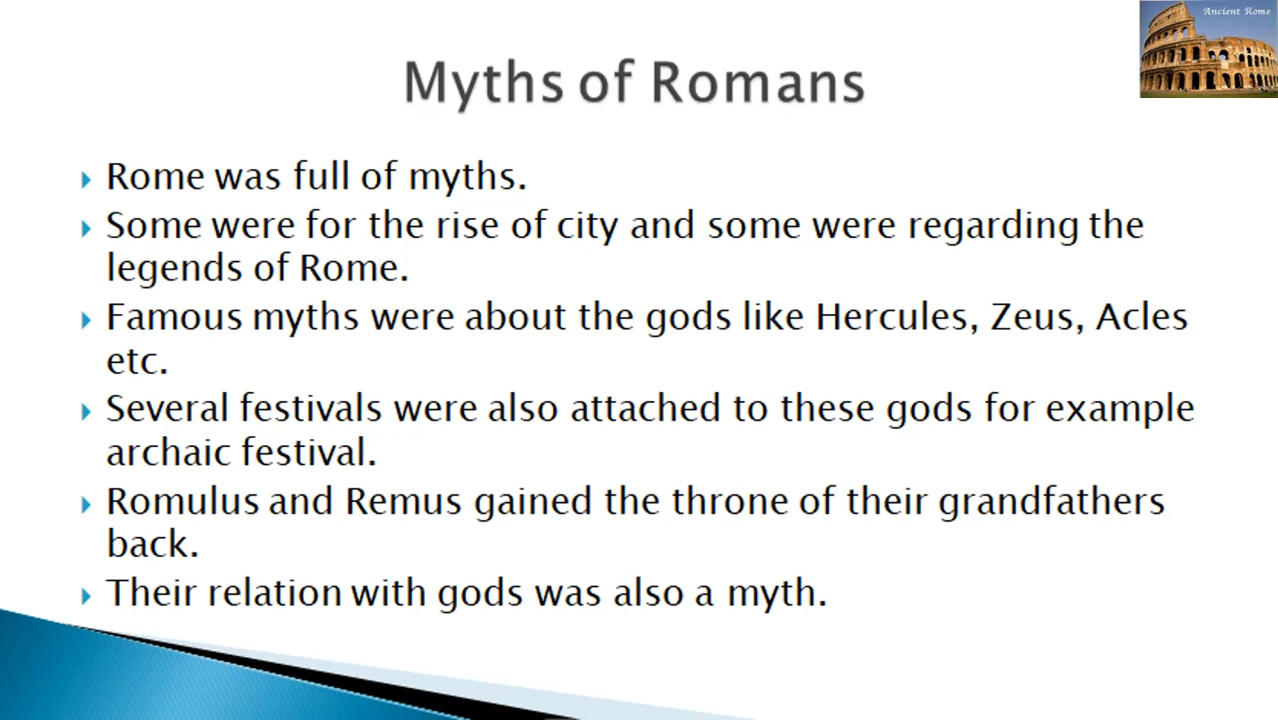 Ancient Rome
Myths of Romans
Rome was full of myths.
Some were for the rise of city and some were regarding the
legends of Rome.
Famous myths were about the gods like Hercules, Zeus, Acles
etc.
Several festivals were also attached to these gods for example
archaic festival.
Romulus and Remus gained the throne of their grandfathers
back.
Their relation with gods was also a myth.